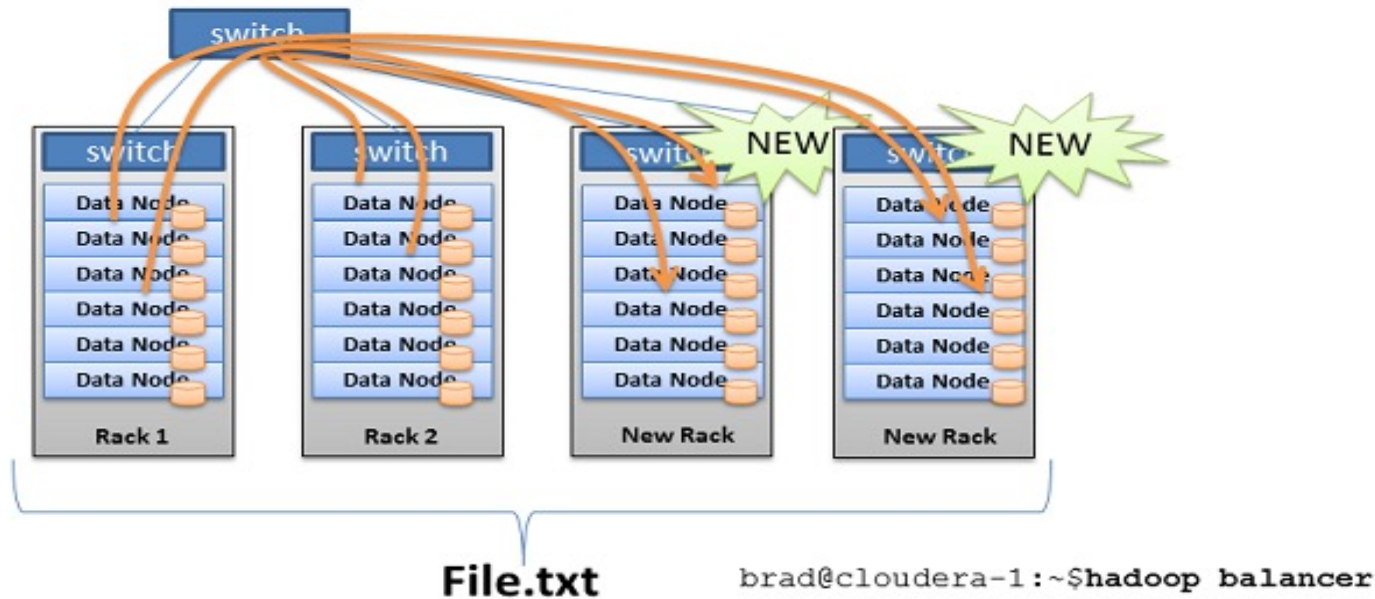 switch
switch
Data Node
Data Node
Data Node
Data Node
Data Node
Data Node
Rack 1
switch
Data Node
Data Node
Data Node
Data Node
Data Node
Data Node
Rack 2
switch
NEW
Data Node
Data Node
Data Node
Data Node
Data Node
Data Node
New Rack
switch
NEW
Data Node
Data Node
Data Node
Data Node
Data Node
Data Node
New Rack
File.txt
brad@cloudera-1:~$hadoop balancer